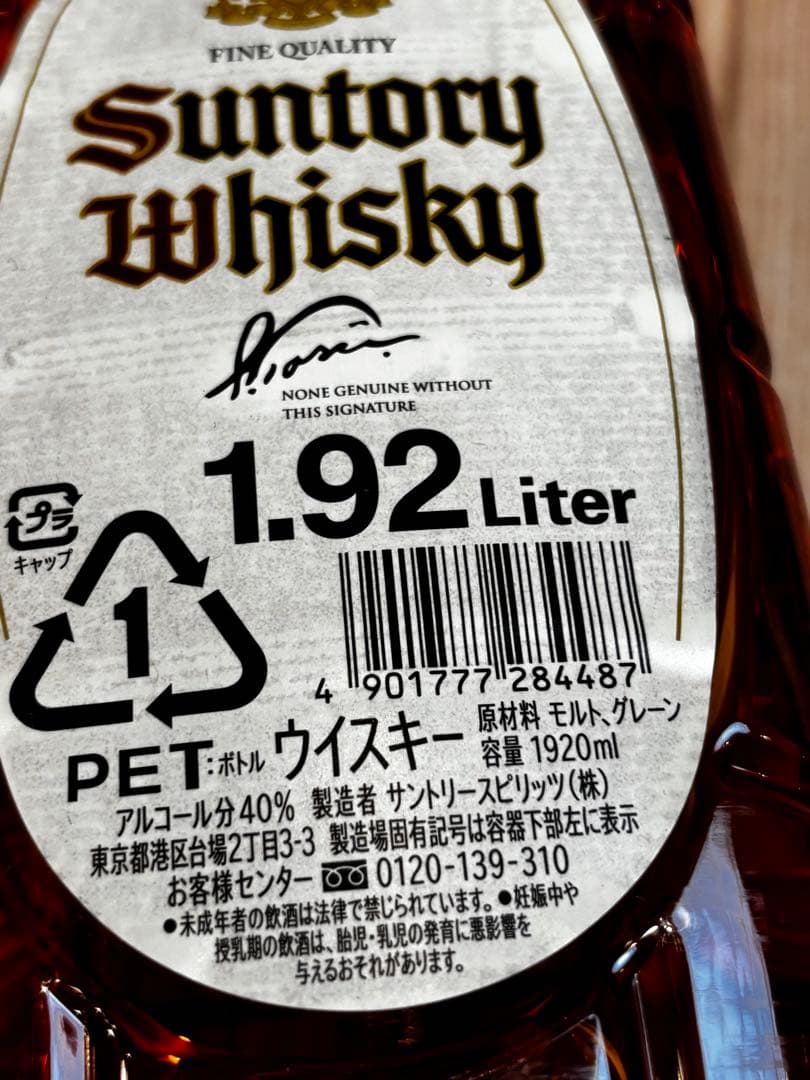 FINE QUALITY
Suntory
Whisky
NONE GENUINE WITHOUT
THIS SIGNATURE
1.92 Liter
プラ
キャップ
1
4 901777 284487
PET:ボトル ウイスキー
原材料 モルト、グレーン
容量 1920ml
アルコール分40% 製造者 サントリースピリッツ(株)
東京都港区台場2丁目3-3 製造場固有記号は容器下部左に表示
お客様センター 0120-139-310
●未成年者の飲酒は法律で禁じられています。●妊娠中や
授乳期の飲酒は、胎児・乳児の発育に悪影響を
与えるおそれがあります。